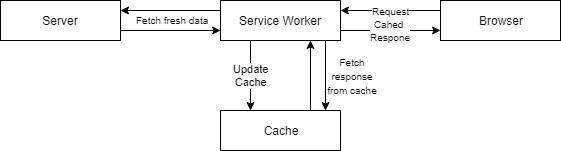 Server
Fetch fresh data
Service Worker
Request
Cahed
Respone
Browser
Update
Cache
Fetch
response
from cache
Cache